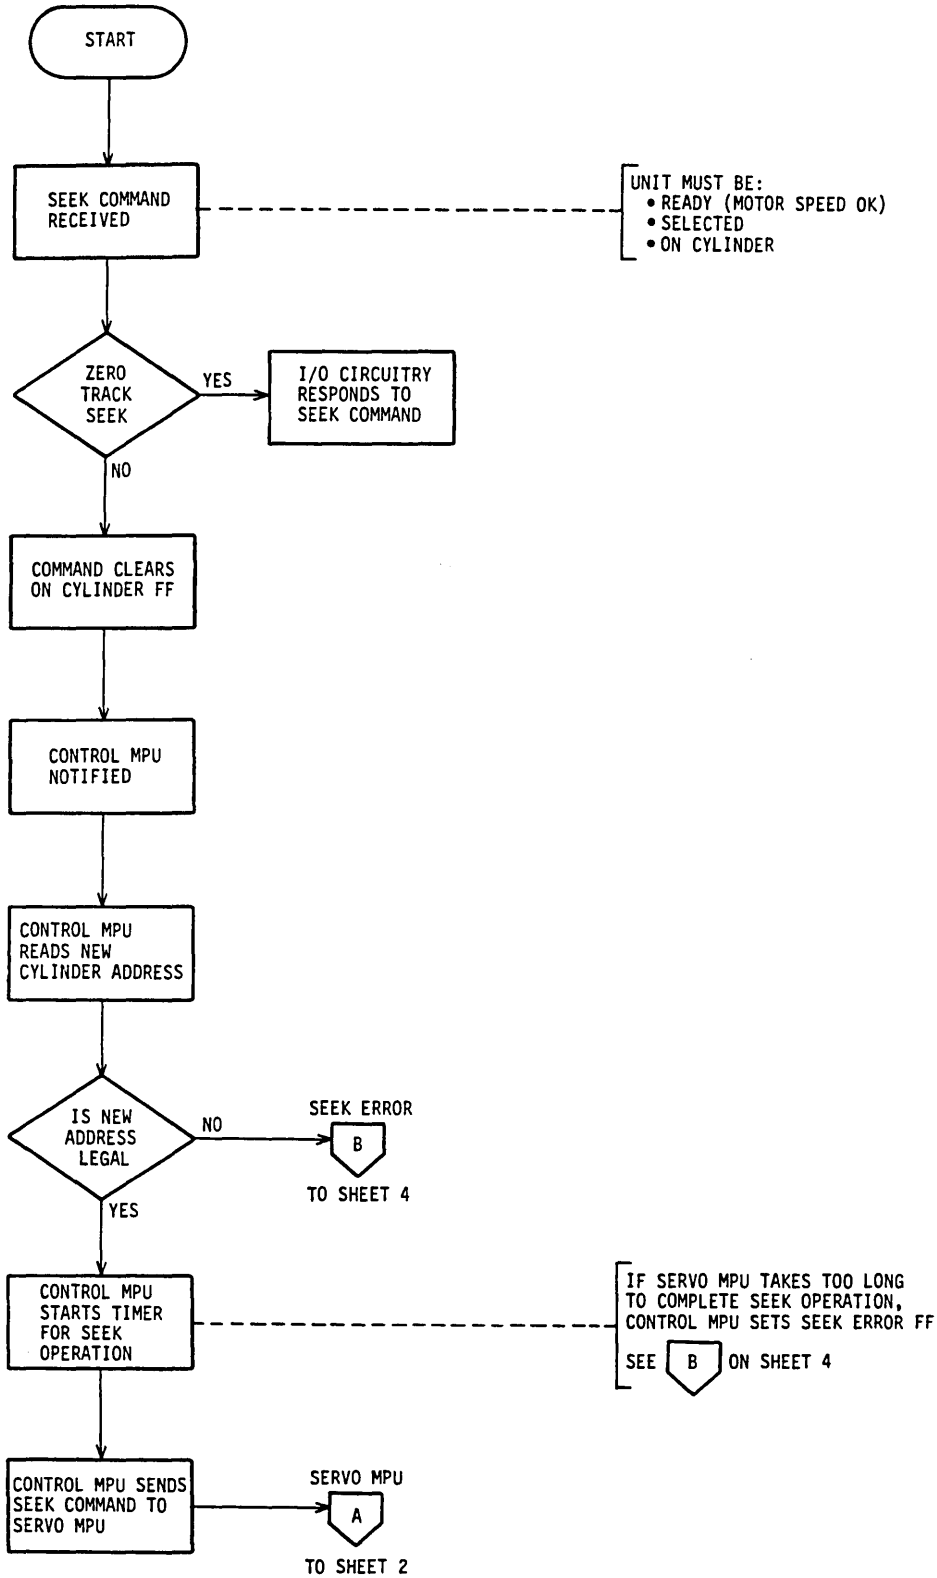 START
SEEK COMMAND
RECEIVED
UNIT MUST BE:
• READY (MOTOR SPEED OK)
• SELECTED
• ON CYLINDER
ZERO
TRACK
SEEK
YES
I/O CIRCUITRY
RESPONDS TO
SEEK COMMAND
NO
COMMAND CLEARS
ON CYLINDER FF
CONTROL MPU
NOTIFIED
CONTROL MPU
READS NEW
CYLINDER ADDRESS
IS NEW
ADDRESS
LEGAL
NO
SEEK ERROR
B
TO SHEET 4
YES
CONTROL MPU
STARTS TIMER
FOR SEEK
OPERATION
IF SERVO MPU TAKES TOO LONG
TO COMPLETE SEEK OPERATION,
CONTROL MPU SETS SEEK ERROR FF
SEE B ON SHEET 4
CONTROL MPU SENDS
SEEK COMMAND TO
SERVO MPU
SERVO MPU
A
TO SHEET 2